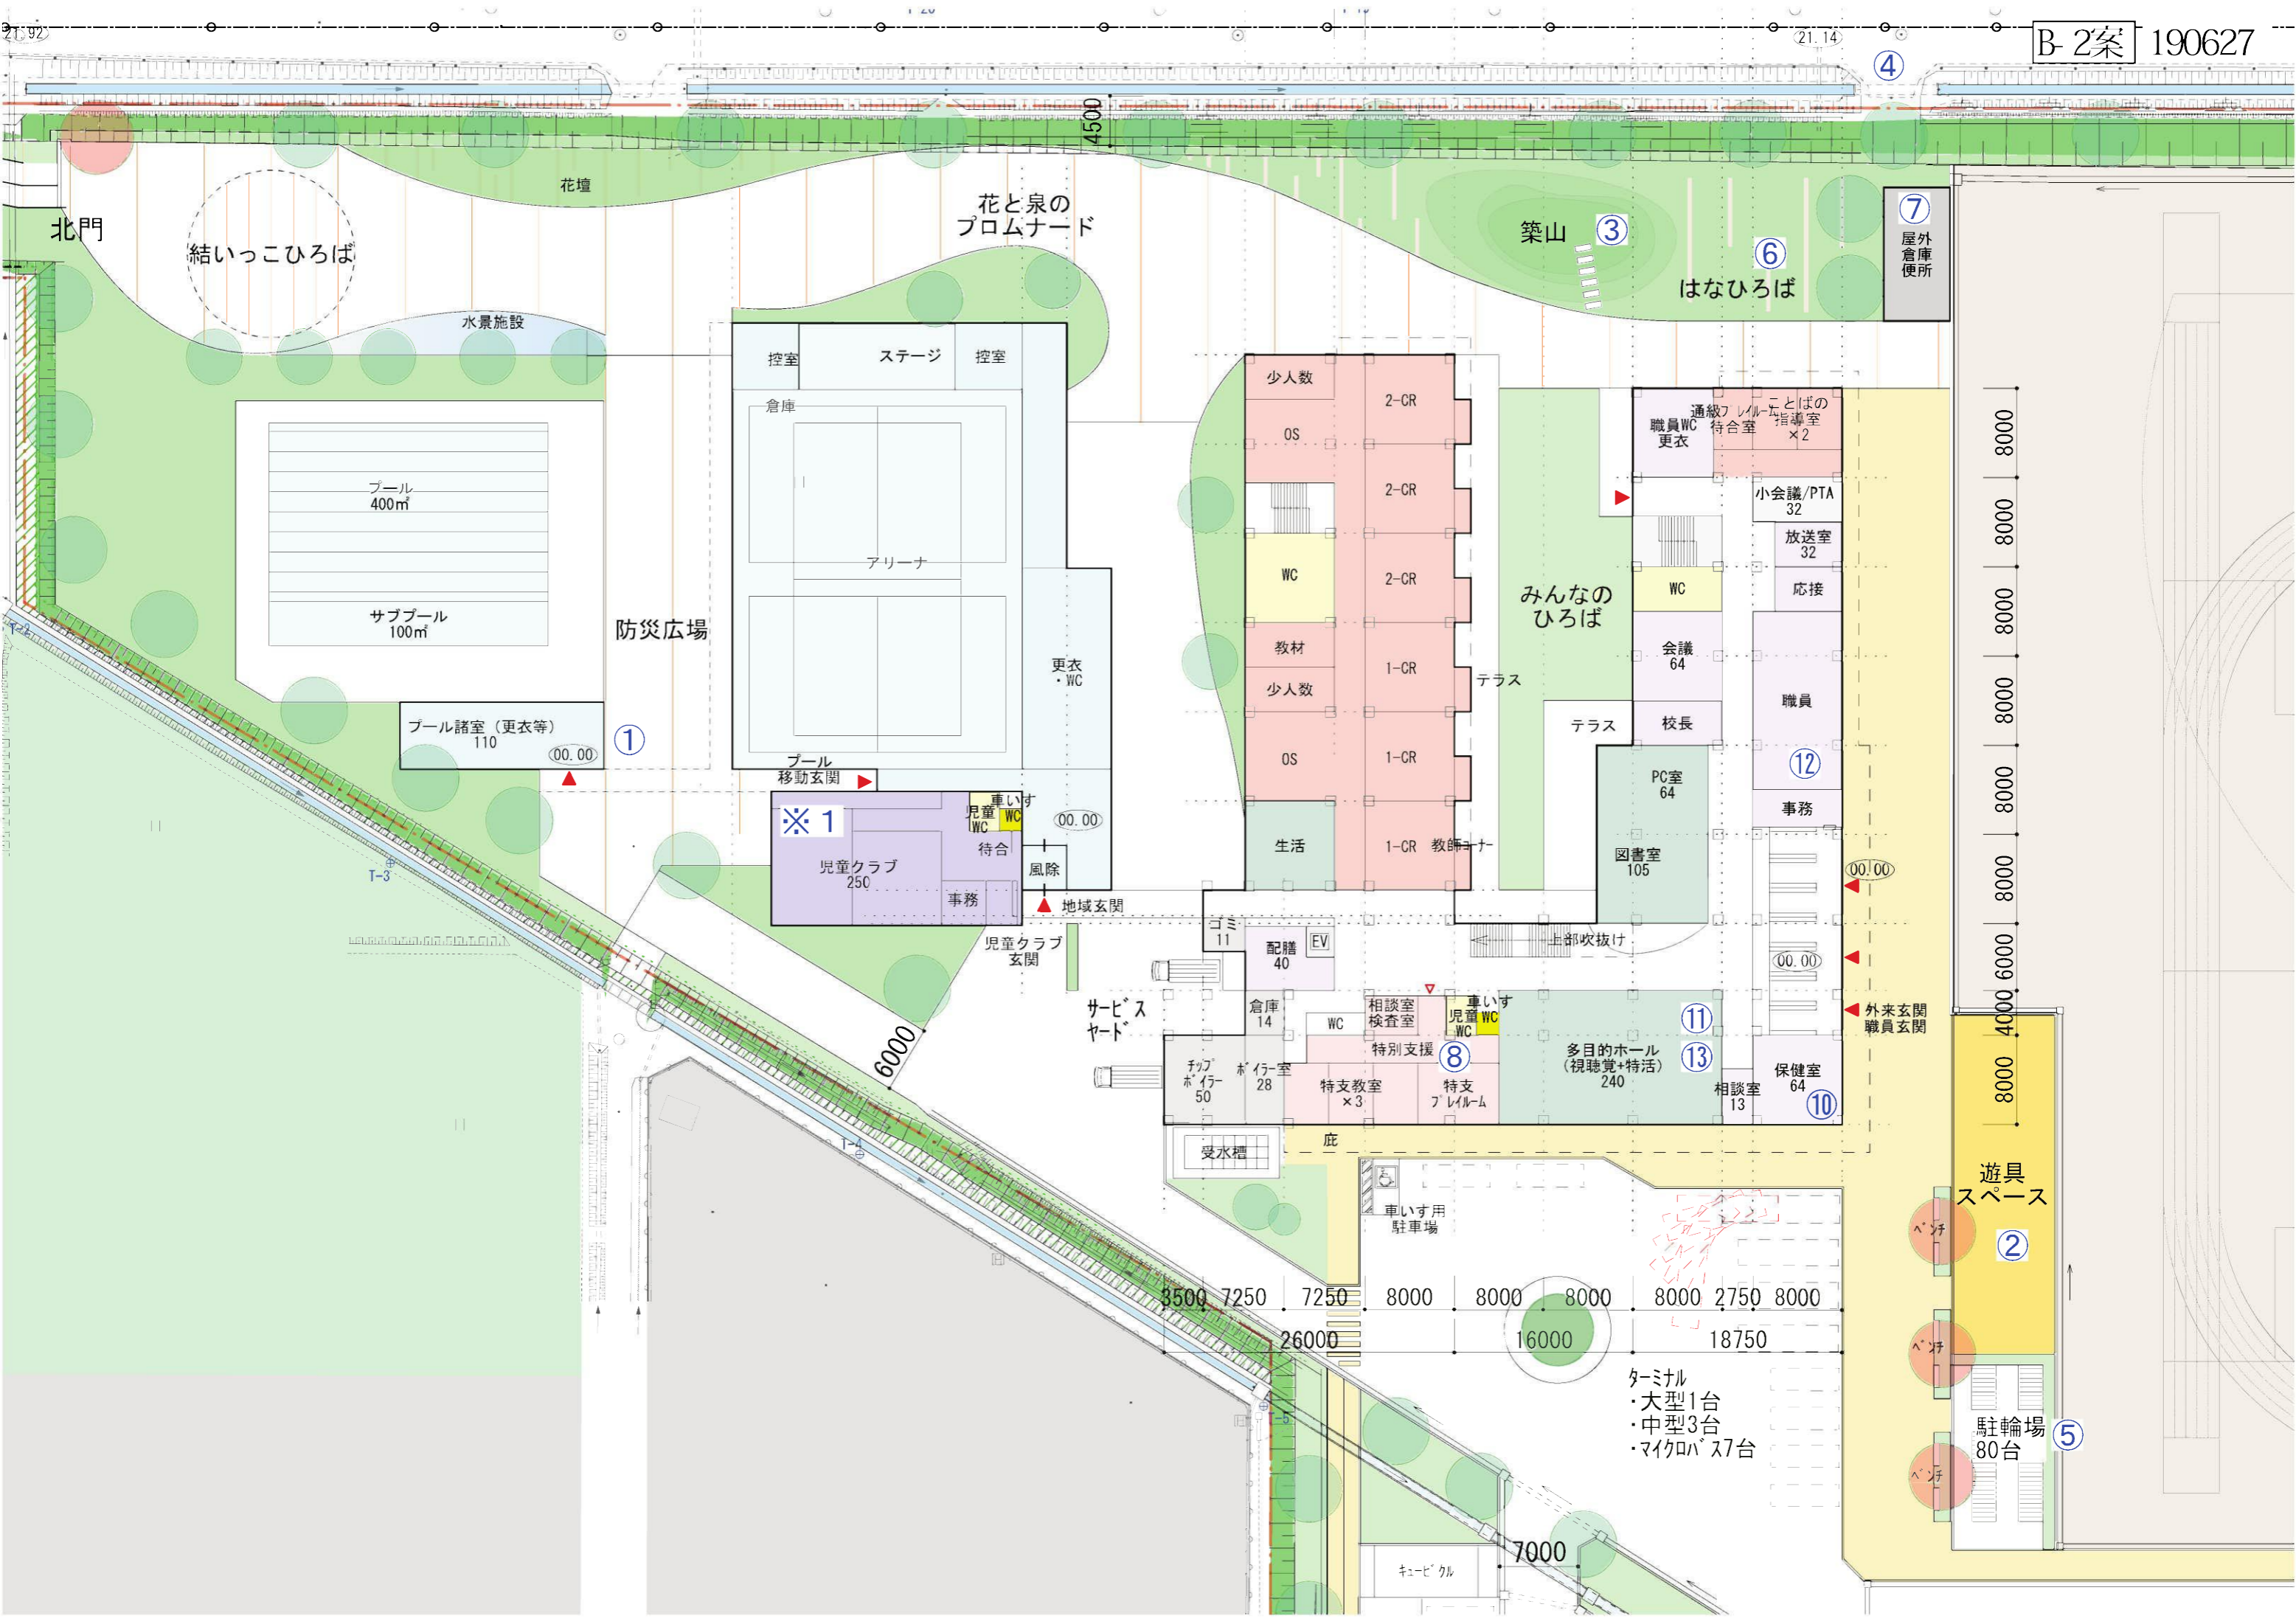 21.92
21.14
B-2案 190627
④
4500
花壇
北門
結いっこひろば
花と泉の
プロムナード
築山 ③
⑥
はなひろば
⑦
屋外
倉庫
便所
水景施設
控室
ステージ
控室
倉庫
アリーナ
更衣
・WC
プール
400㎡
サブプール
100㎡
防災広場
プール諸室（更衣等）
110
00.00
①
プール
移動玄関
※1
児童クラブ
250
児童
WC
車いす
WC
待合
事務
風除
00.00
地域玄関
児童クラブ
玄関
少人数
OS
WC
教材
少人数
OS
生活
2-CR
2-CR
2-CR
1-CR
1-CR
1-CR
教師コーナー
テラス
みんなの
ひろば
テラス
職員WC
更衣
通級プレイルーム
待合室
ことばの
指導室
×2
小会議/PTA
32
放送室
32
応接
WC
会議
64
校長
職員
⑫
事務
PC室
64
図書室
105
00.00
00.00
外来玄関
職員玄関
上部吹抜け
ゴミ
11
配膳
40
EV
サービス
ヤード
倉庫
14
WC
相談室
検査室
児童
WC
車いす
WC
特別支援 ⑧
チップ
ボイラー
50
ボイラー室
28
特支教室
×3
特支
プレイルーム
多目的ホール
(視聴覚+特活)
240
⑪
⑬
相談室
13
保健室
64
⑩
庇
受水槽
車いす用
駐車場
6000
T-3
T-4
T-5
8000
8000
8000
8000
8000
8000
6000
4000
8000
遊具
スペース
②
ベンチ
ベンチ
ベンチ
3500 7250 7250 8000 8000 8000 8000 2750 8000
26000 16000 18750
ターミナル
・大型1台
・中型3台
・マイクロバス7台
駐輪場
80台
⑤
7000
キュービクル